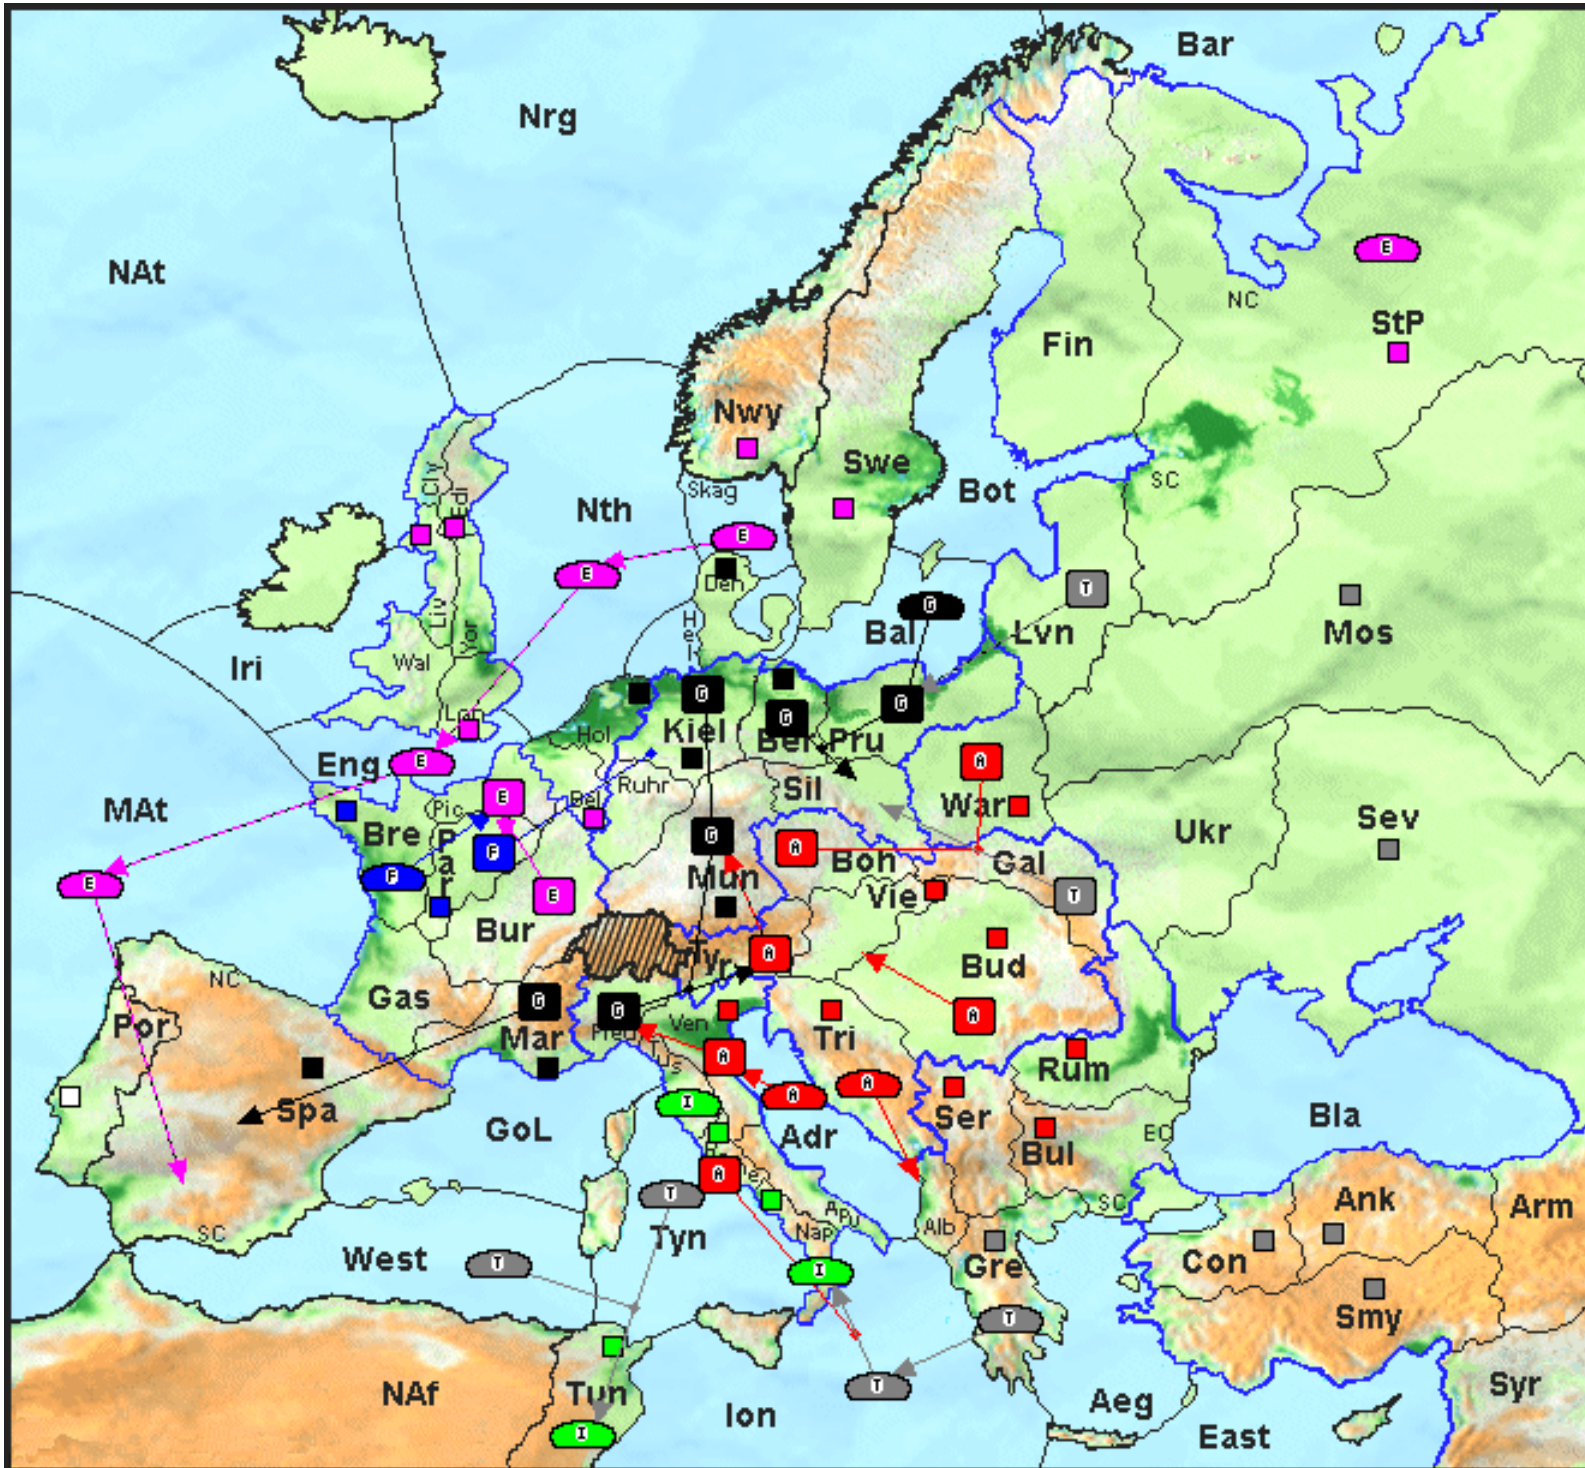 Bar
Nrg
E
NAt
NC
StP
Fin
Nwy
Swe
Cly
Edi
SC
Skag
Bot
Nth
E
E
Den
T
G
Hel
Bal
Lvn
Mos
Liv
Yor
Wal
Iri
G
G
G
Lon
Hol
Kiel
Ber
Pru
Eng
E
A
Ruhr
Sil
E
Bel
War
MAt
Pic
Bre
Par
F
G
A
Boh
Gal
Ukr
Sev
F
E
Mun
Vie
T
E
Bur
Tyr
A
Bud
NC
Gas
G
G
A
Por
Mar
Pied
Ven
Tri
Tus
A
Rum
A
A
Spa
I
GoL
Adr
Ser
Bul
EC
Bla
A
T
Ank
Arm
SC
Apu
Nap
Alb
SC
West
T
Tyn
I
Gre
Con
T
Smy
NAf
Tun
T
Ion
Aeg
Syr
I
East